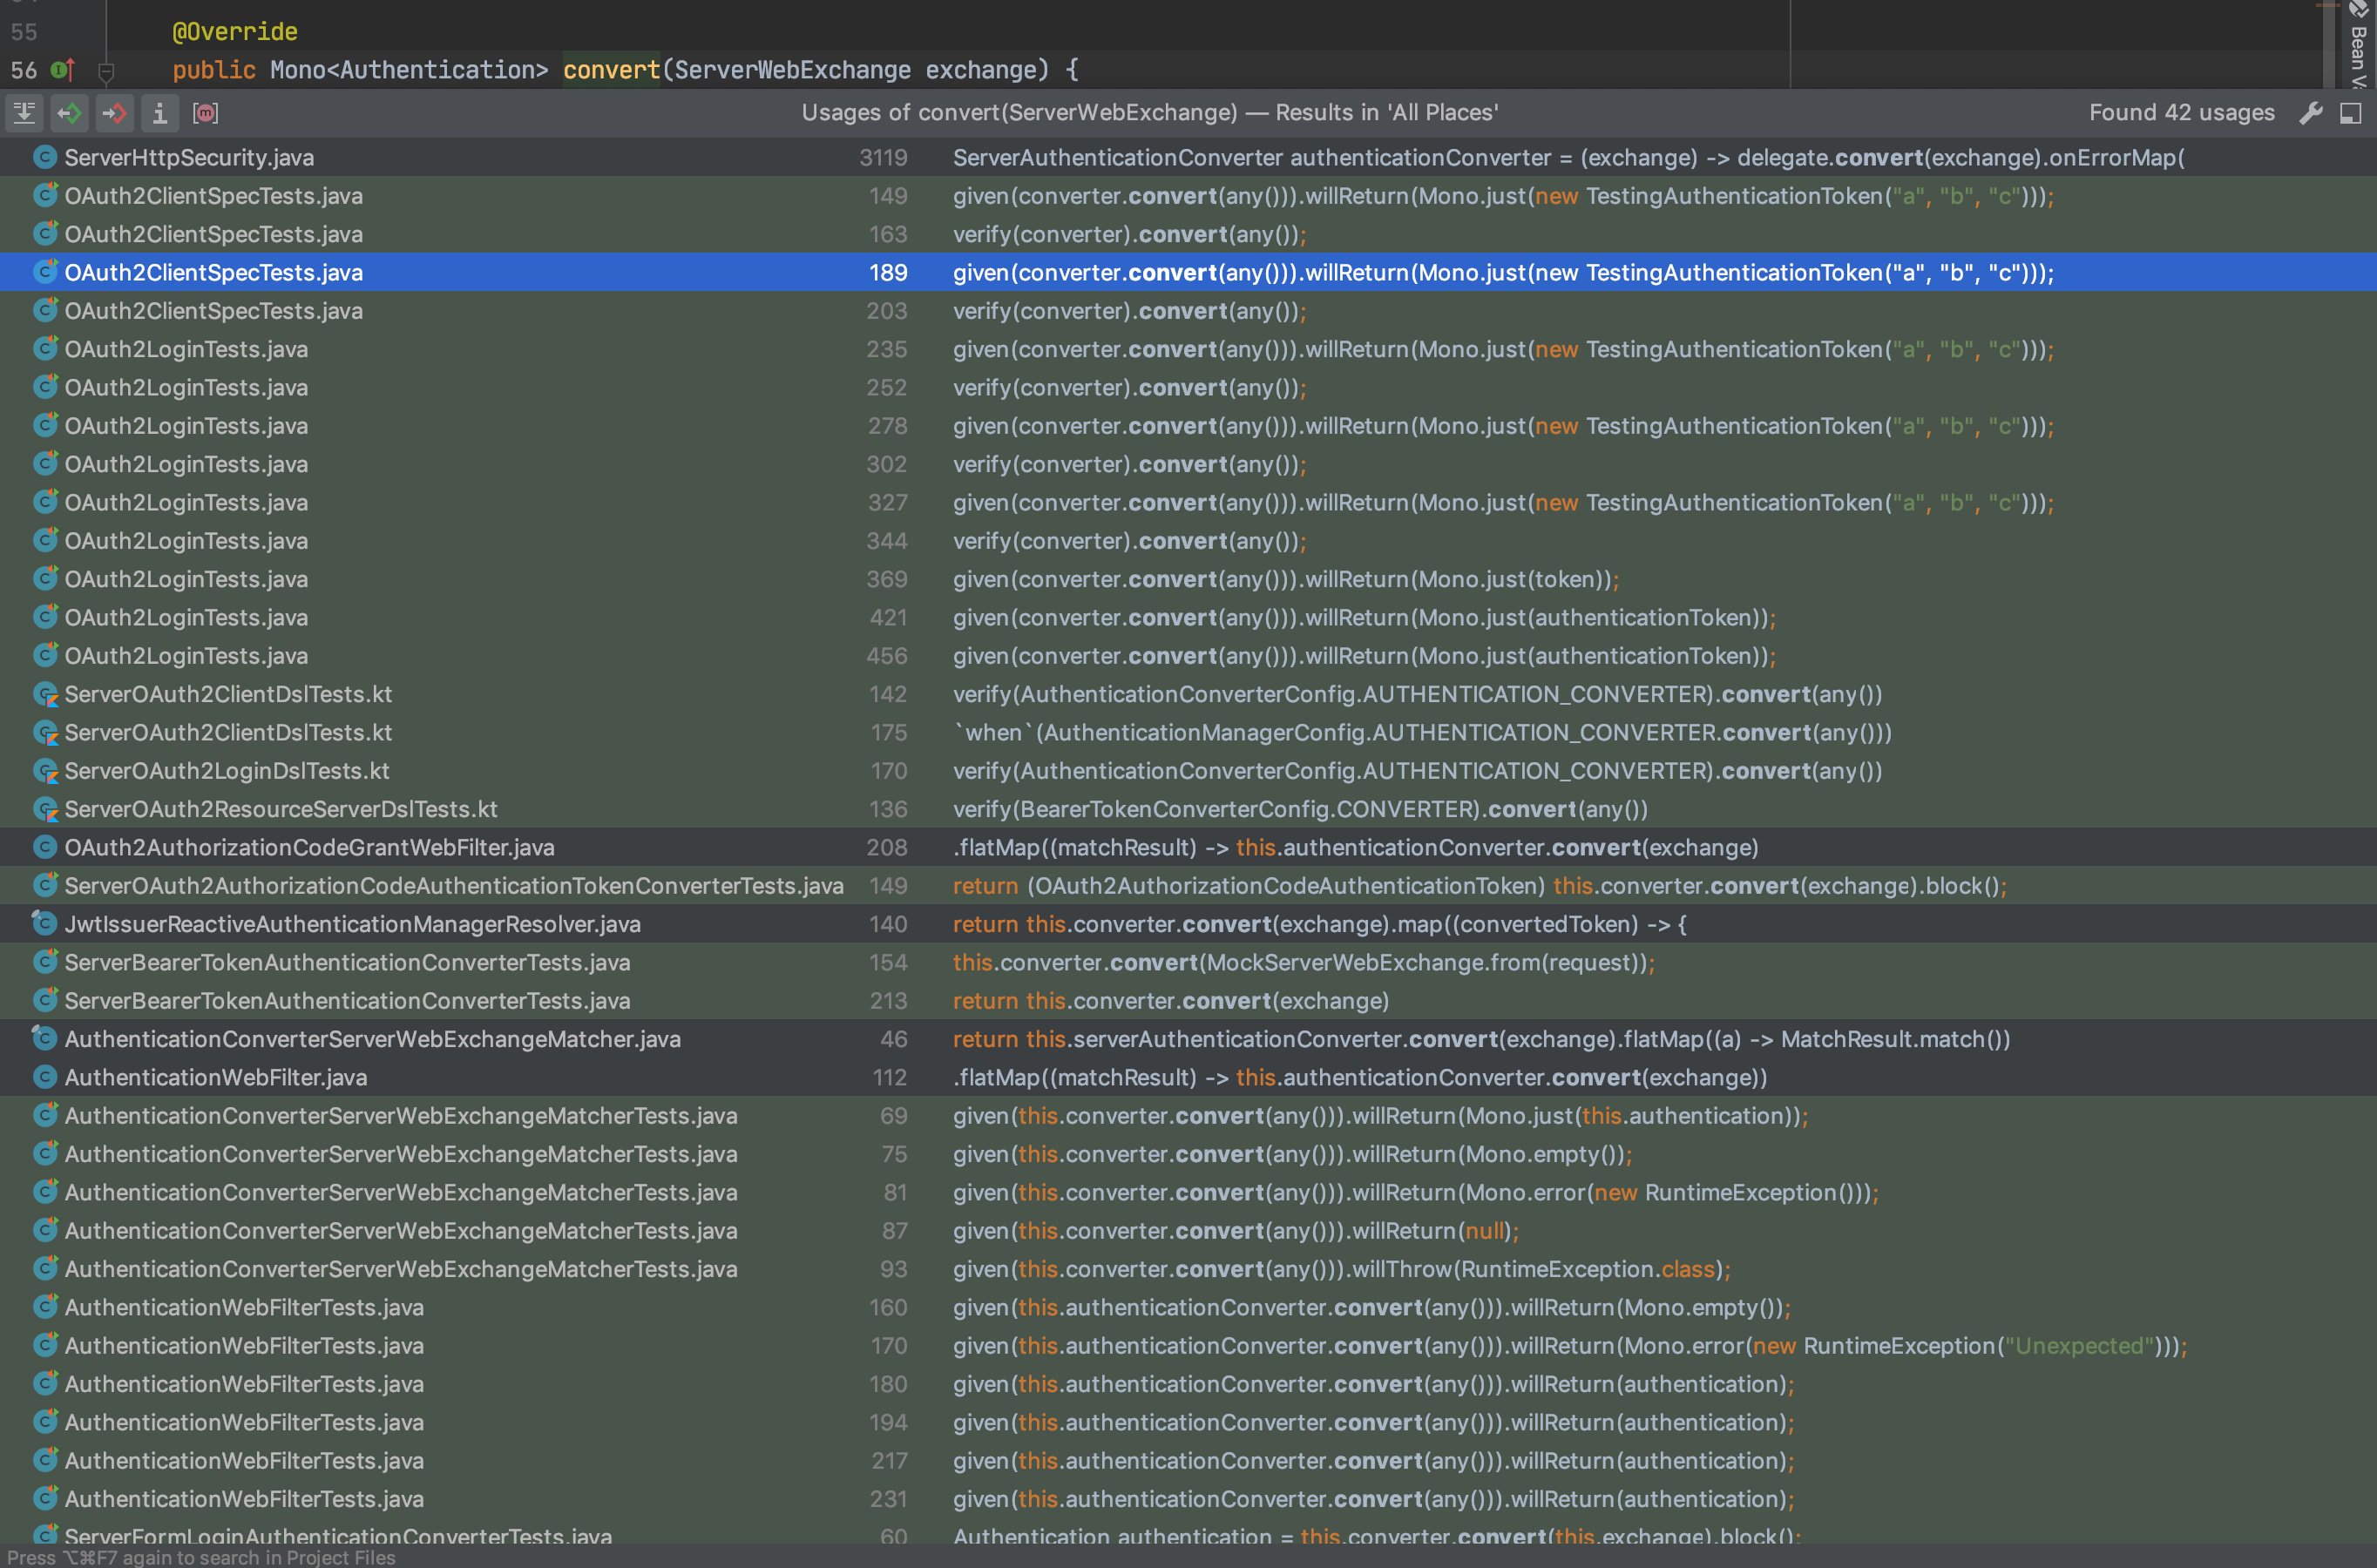 55 @Override
56 public Mono<Authentication> convert(ServerWebExchange exchange) {
Bean V
Usages of convert(ServerWebExchange) — Results in 'All Places' Found 42 usages
ServerHttpSecurity.java 3119 ServerAuthenticationConverter authenticationConverter = (exchange) -> delegate.convert(exchange).onErrorMap(
OAuth2ClientSpecTests.java 149 given(converter.convert(any())).willReturn(Mono.just(new TestingAuthenticationToken("a", "b", "c")));
OAuth2ClientSpecTests.java 163 verify(converter).convert(any());
OAuth2ClientSpecTests.java 189 given(converter.convert(any())).willReturn(Mono.just(new TestingAuthenticationToken("a", "b", "c")));
OAuth2ClientSpecTests.java 203 verify(converter).convert(any());
OAuth2LoginTests.java 235 given(converter.convert(any())).willReturn(Mono.just(new TestingAuthenticationToken("a", "b", "c")));
OAuth2LoginTests.java 252 verify(converter).convert(any());
OAuth2LoginTests.java 278 given(converter.convert(any())).willReturn(Mono.just(new TestingAuthenticationToken("a", "b", "c")));
OAuth2LoginTests.java 302 verify(converter).convert(any());
OAuth2LoginTests.java 327 given(converter.convert(any())).willReturn(Mono.just(new TestingAuthenticationToken("a", "b", "c")));
OAuth2LoginTests.java 344 verify(converter).convert(any());
OAuth2LoginTests.java 369 given(converter.convert(any())).willReturn(Mono.just(token));
OAuth2LoginTests.java 421 given(converter.convert(any())).willReturn(Mono.just(authenticationToken));
OAuth2LoginTests.java 456 given(converter.convert(any())).willReturn(Mono.just(authenticationToken));
ServerOAuth2ClientDslTests.kt 142 verify(AuthenticationConverterConfig.AUTHENTICATION_CONVERTER).convert(any())
ServerOAuth2ClientDslTests.kt 175 `when`(AuthenticationManagerConfig.AUTHENTICATION_CONVERTER.convert(any()))
ServerOAuth2LoginDslTests.kt 170 verify(AuthenticationConverterConfig.AUTHENTICATION_CONVERTER).convert(any())
ServerOAuth2ResourceServerDslTests.kt 136 verify(BearerTokenConverterConfig.CONVERTER).convert(any())
OAuth2AuthorizationCodeGrantWebFilter.java 208 .flatMap((matchResult) -> this.authenticationConverter.convert(exchange)
ServerOAuth2AuthorizationCodeAuthenticationTokenConverterTests.java 149 return (OAuth2AuthorizationCodeAuthenticationToken) this.converter.convert(exchange).block();
JwtIssuerReactiveAuthenticationManagerResolver.java 140 return this.converter.convert(exchange).map((convertedToken) -> {
ServerBearerTokenAuthenticationConverterTests.java 154 this.converter.convert(MockServerWebExchange.from(request));
ServerBearerTokenAuthenticationConverterTests.java 213 return this.converter.convert(exchange)
AuthenticationConverterServerWebExchangeMatcher.java 46 return this.serverAuthenticationConverter.convert(exchange).flatMap((a) -> MatchResult.match())
AuthenticationWebFilter.java 112 .flatMap((matchResult) -> this.authenticationConverter.convert(exchange))
AuthenticationConverterServerWebExchangeMatcherTests.java 69 given(this.converter.convert(any())).willReturn(Mono.just(this.authentication));
AuthenticationConverterServerWebExchangeMatcherTests.java 75 given(this.converter.convert(any())).willReturn(Mono.empty());
AuthenticationConverterServerWebExchangeMatcherTests.java 81 given(this.converter.convert(any())).willReturn(Mono.error(new RuntimeException()));
AuthenticationConverterServerWebExchangeMatcherTests.java 87 given(this.converter.convert(any())).willReturn(null);
AuthenticationConverterServerWebExchangeMatcherTests.java 93 given(this.converter.convert(any())).willThrow(RuntimeException.class);
AuthenticationWebFilterTests.java 160 given(this.authenticationConverter.convert(any())).willReturn(Mono.empty());
AuthenticationWebFilterTests.java 170 given(this.authenticationConverter.convert(any())).willReturn(Mono.error(new RuntimeException("Unexpected")));
AuthenticationWebFilterTests.java 180 given(this.authenticationConverter.convert(any())).willReturn(authentication);
AuthenticationWebFilterTests.java 194 given(this.authenticationConverter.convert(any())).willReturn(authentication);
AuthenticationWebFilterTests.java 217 given(this.authenticationConverter.convert(any())).willReturn(authentication);
AuthenticationWebFilterTests.java 231 given(this.authenticationConverter.convert(any())).willReturn(authentication);
ServerFormLoginAuthenticationConverterTests.java 60 Authentication authentication = this.converter.convert(this.exchange).block();
Press ⌥⌘F7 again to search in Project Files